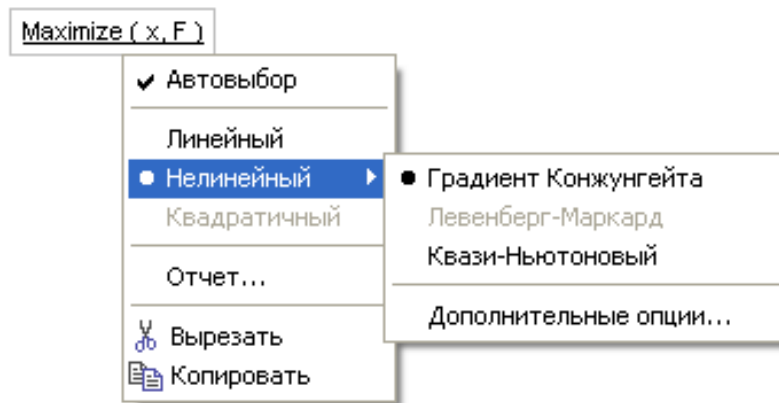 Maximize ( x, F )
Автовыбор
Линейный
Нелинейный
Квадратичный
Отчет...
Вырезать
Копировать
Градиент Конжунгейта
Левенберг-Маркард
Квази-Ньютоновый
Дополнительные опции...